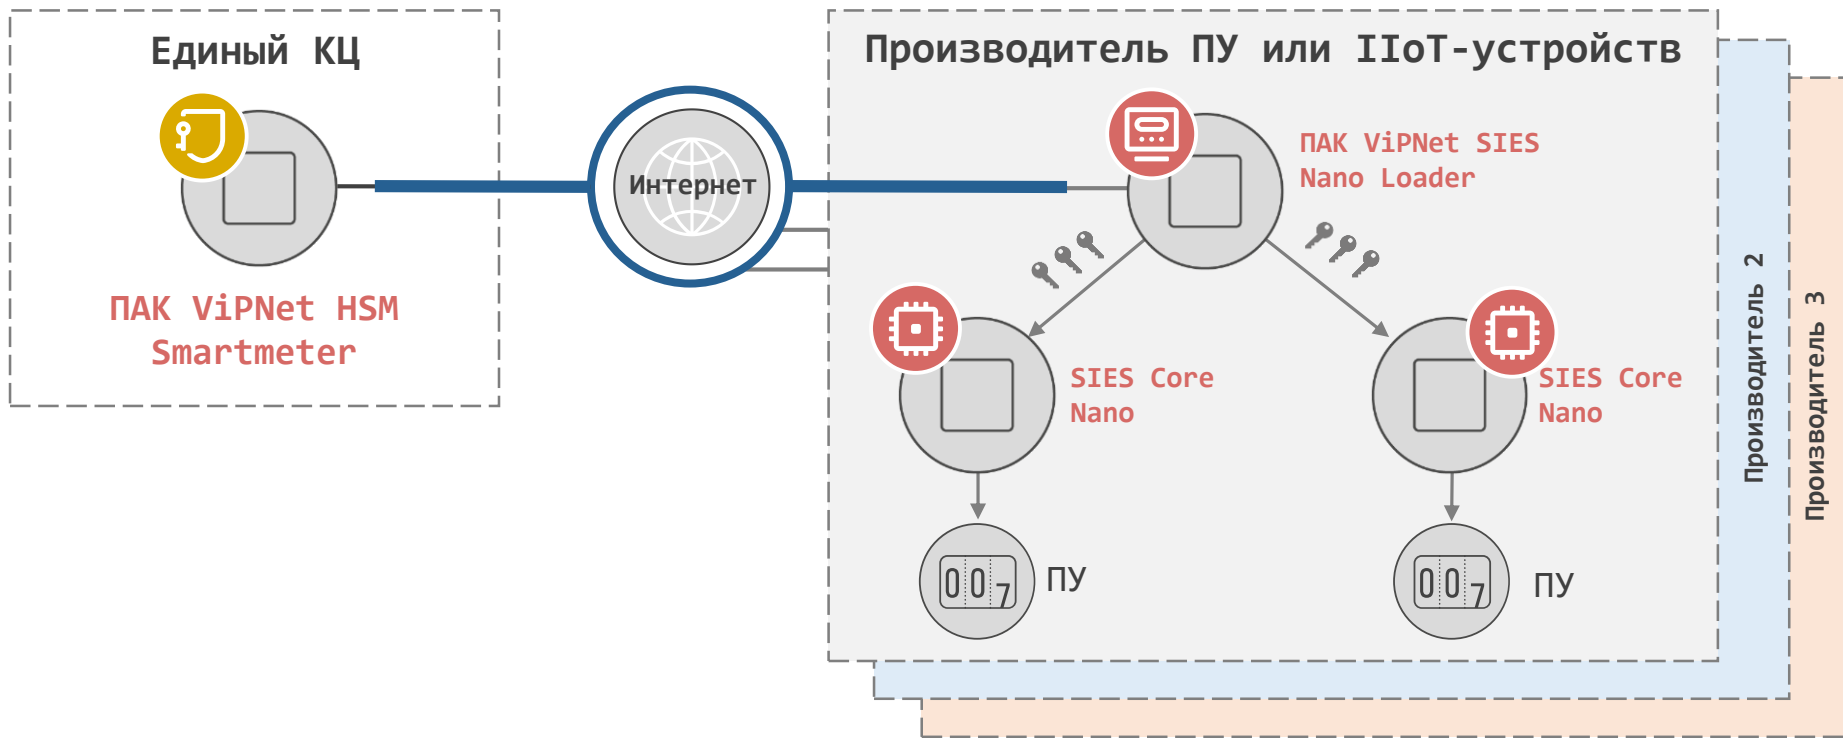 Единый КЦ
ПАК ViPNet HSM
Smartmeter
Интернет
Производитель ПУ или IIoT-устройств
ПАК ViPNet SIES
Nano Loader
SIES Core
Nano
SIES Core
Nano
007
ПУ
007
ПУ
Производитель 2
Производитель 3